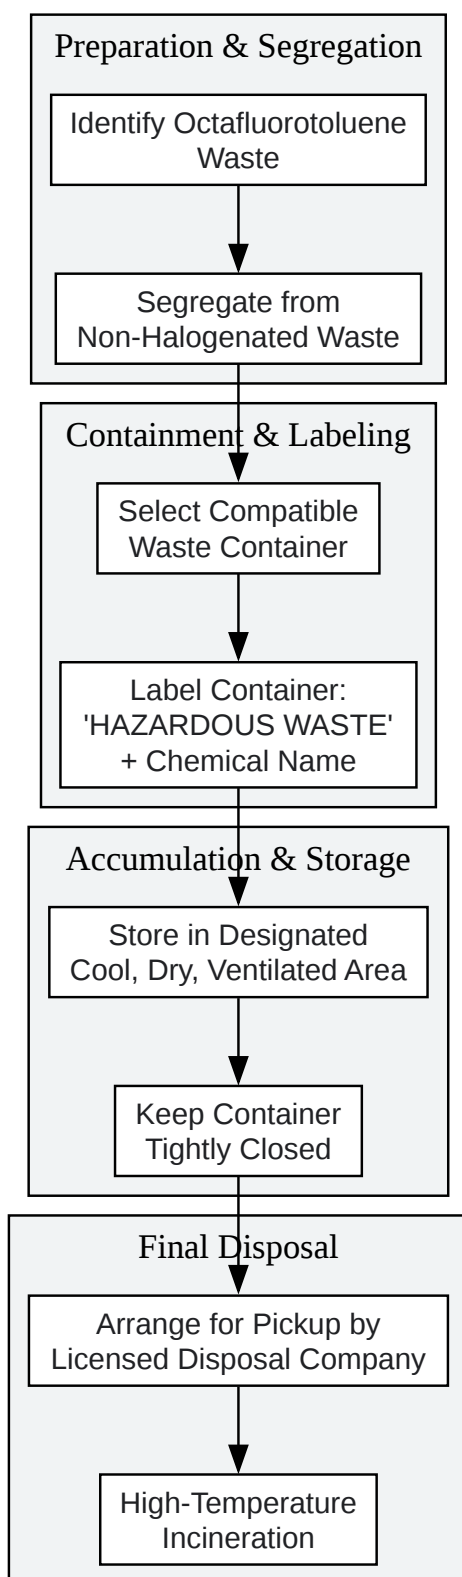 Preparation & Segregation
Identify Octafluorotoluene
Waste
Segregate from
Non-Halogenated Waste
Containment & Labeling
Select Compatible
Waste Container
Label Container:
'HAZARDOUS WASTE'
+ Chemical Name
Accumulation & Storage
Store in Designated
Cool, Dry, Ventilated Area
Keep Container
Tightly Closed
Final Disposal
Arrange for Pickup by
Licensed Disposal Company
High-Temperature
Incineration